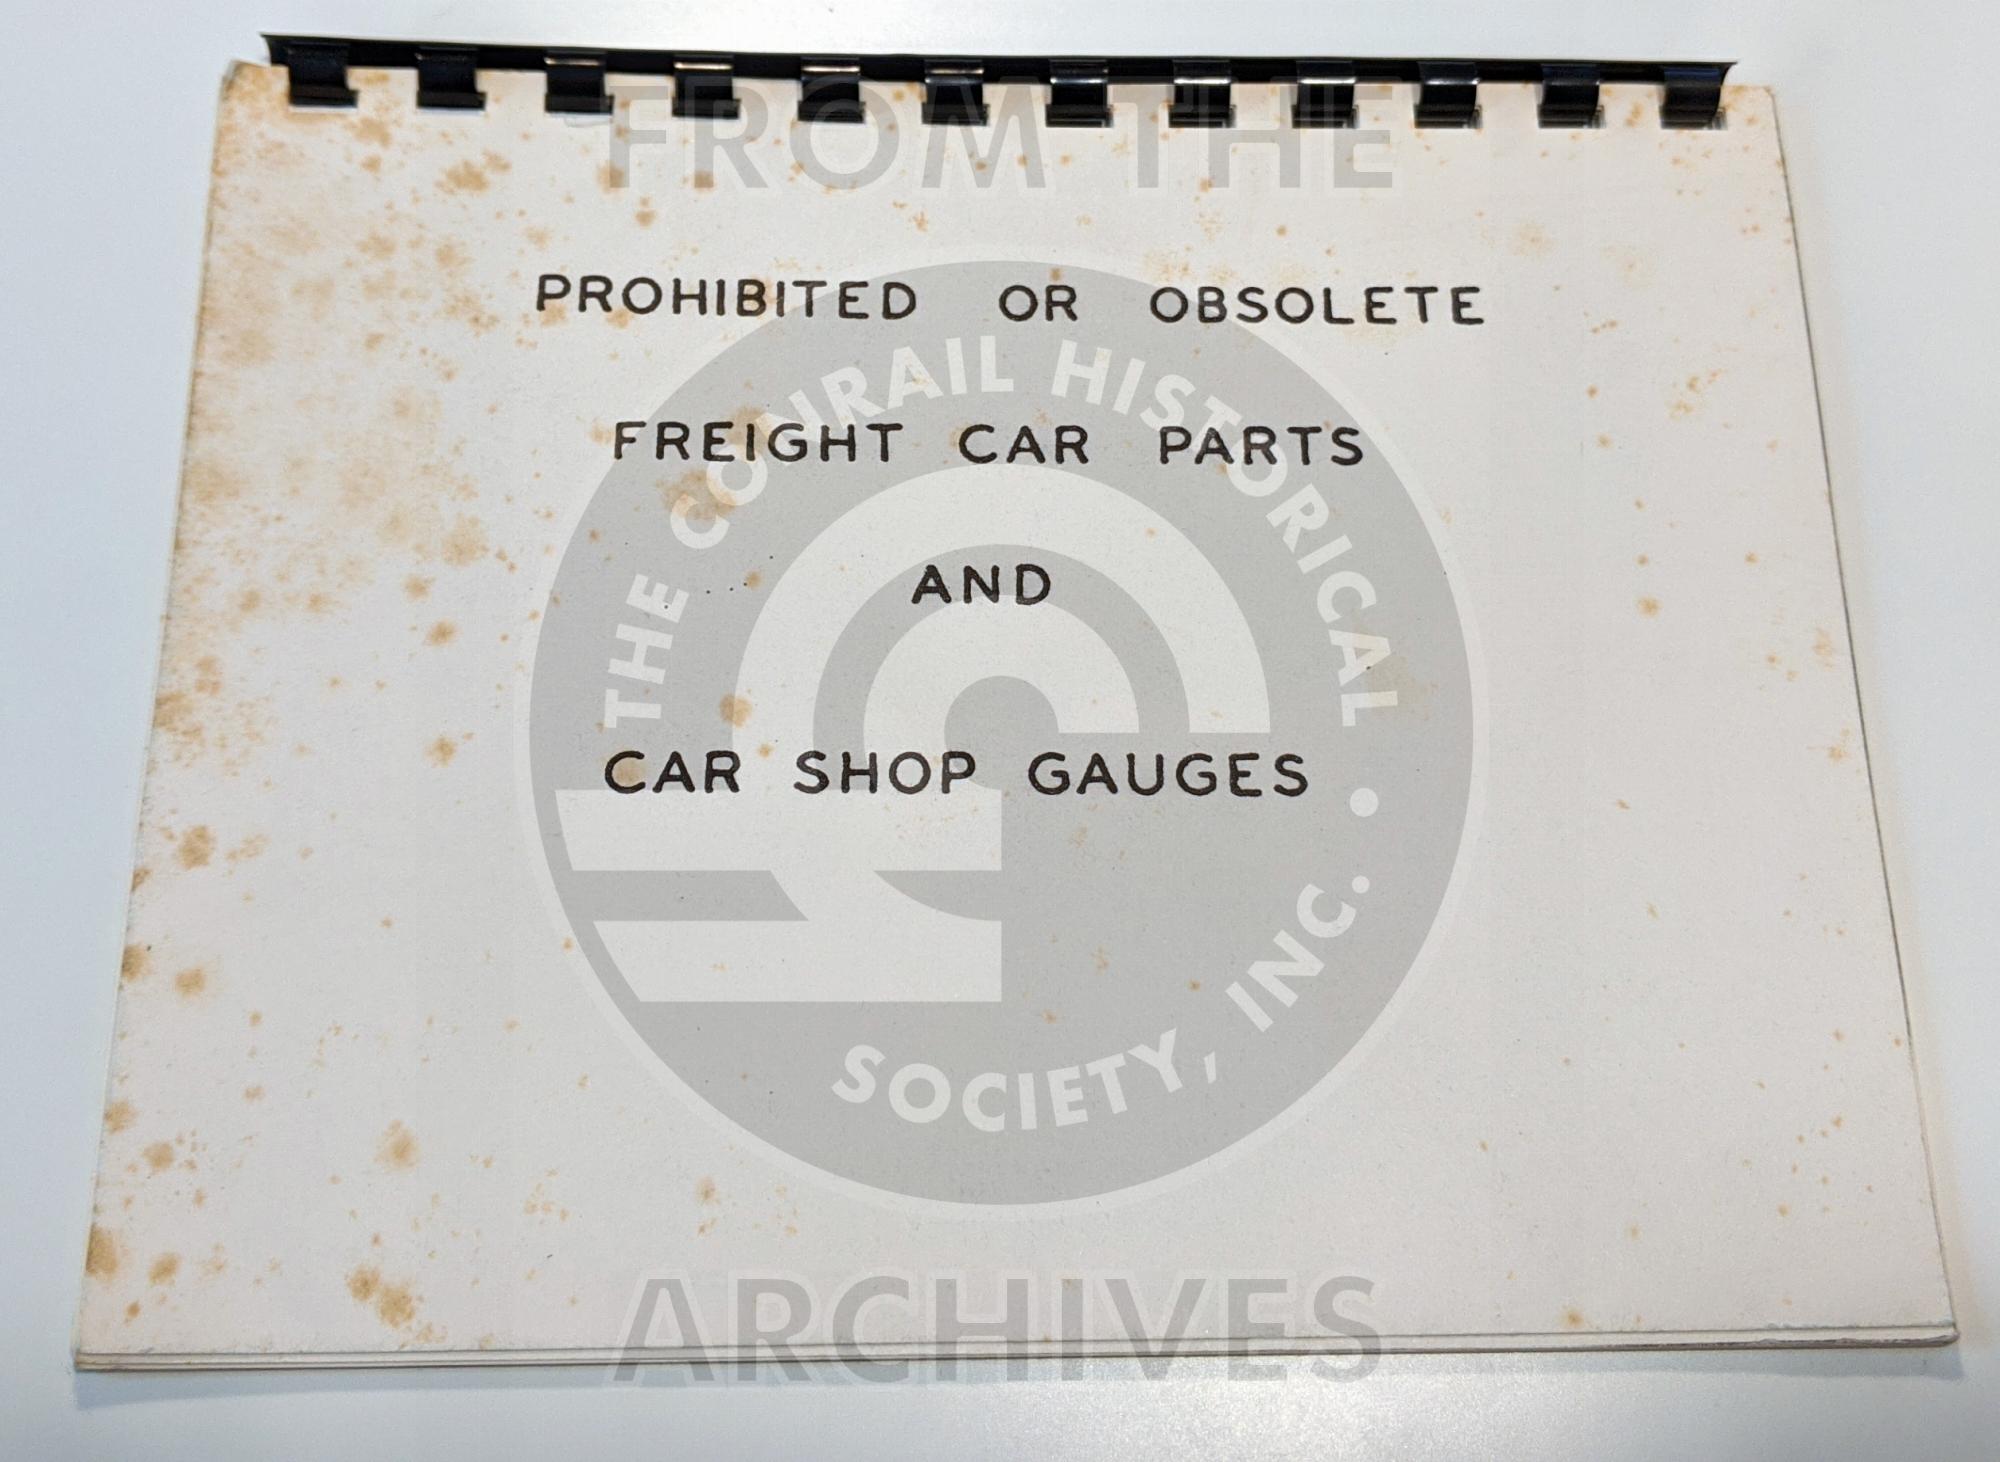 FROM THE
PROHIBITED OR OBSOLETE
FREIGHT CAR PARTS
AND
CAR SHOP GAUGES
THE CONRAIL HISTORICAL
SOCIETY, INC.
ARCHIVES